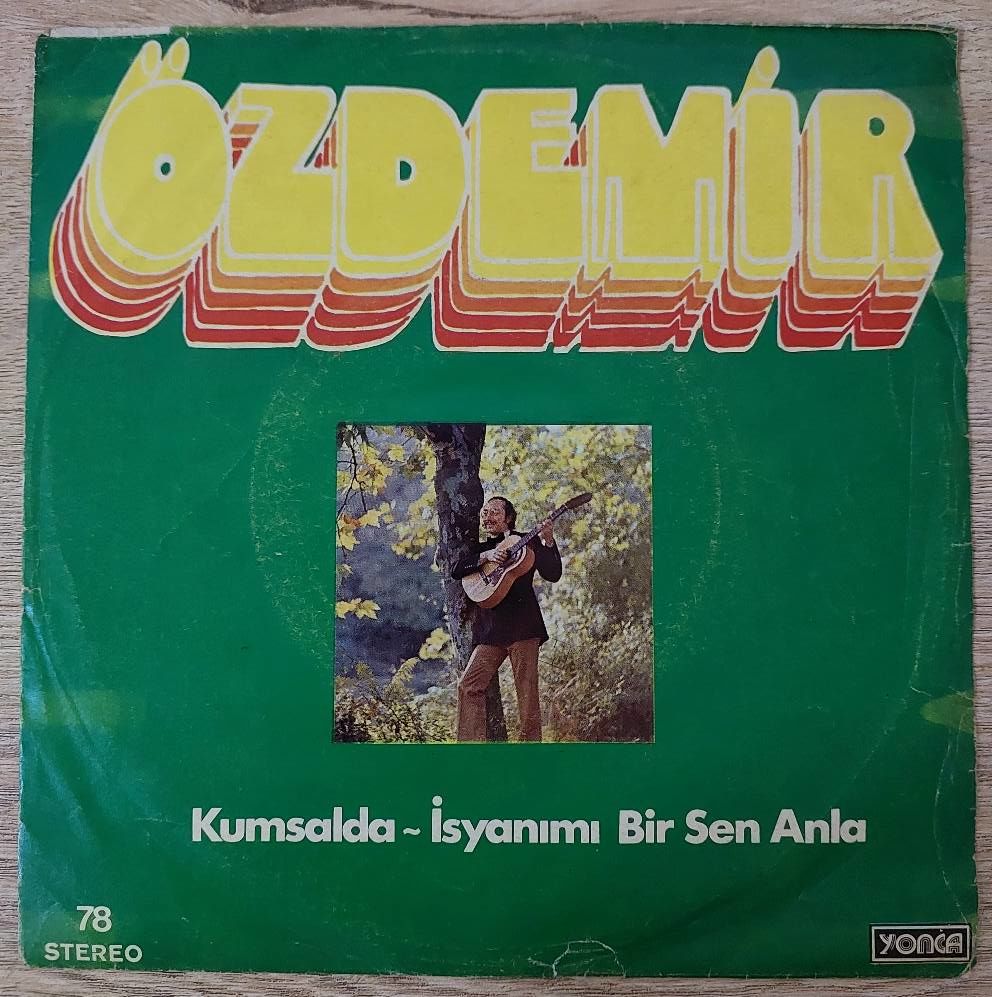 ÖZDEMİR
Kumsalda ~ İsyanımı Bir Sen Anla
78
STEREO
YONCA